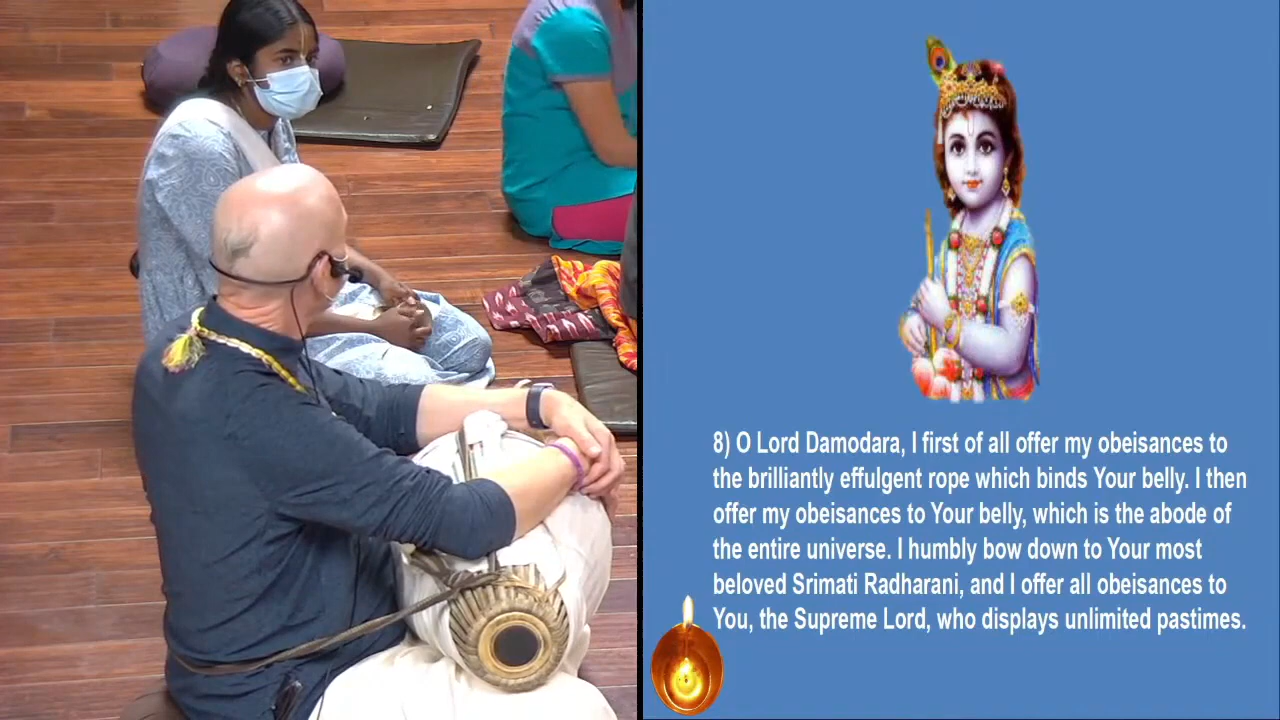 8) O Lord Damodara, I first of all offer my obeisances to
the brilliantly effulgent rope which binds Your belly. I then
offer my obeisances to Your belly, which is the abode of
the entire universe. I humbly bow down to Your most
beloved Srimati Radharani, and I offer all obeisances to
You, the Supreme Lord, who displays unlimited pastimes.